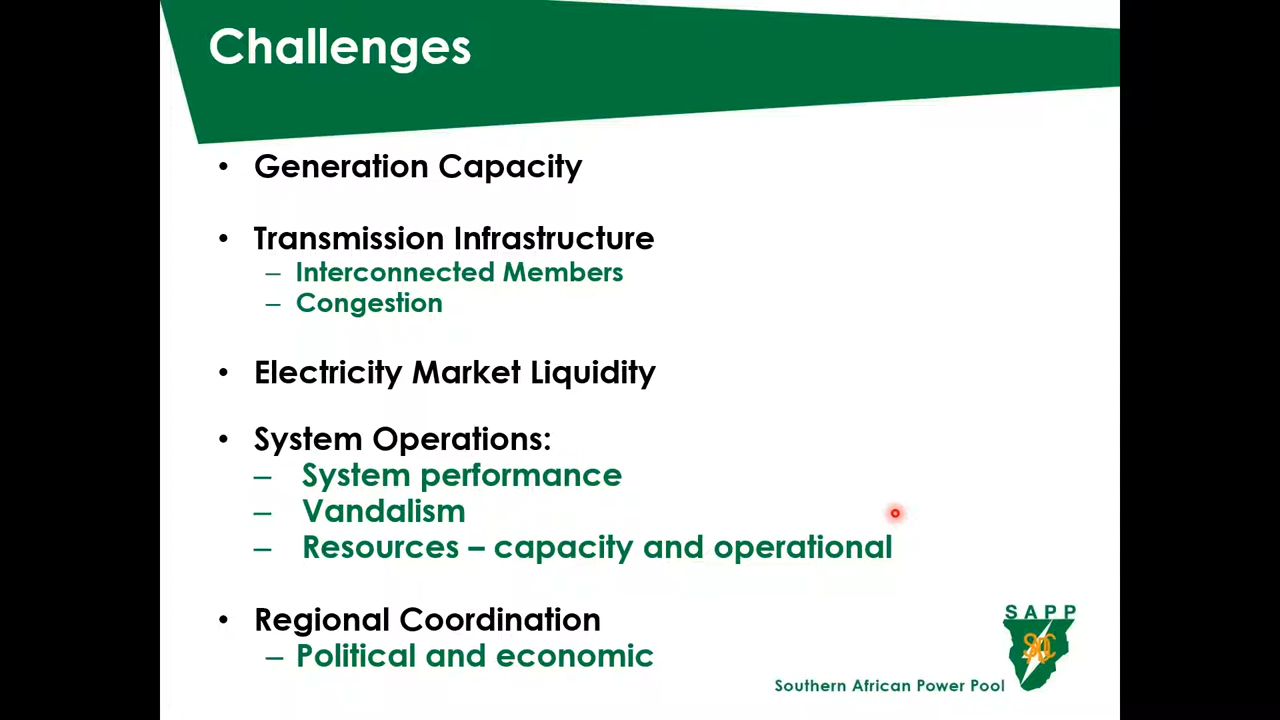 Challenges
• Generation Capacity
• Transmission Infrastructure
– Interconnected Members
– Congestion
• Electricity Market Liquidity
• System Operations:
– System performance
– Vandalism
– Resources – capacity and operational
• Regional Coordination
– Political and economic
SAPP
Southern African Power Pool